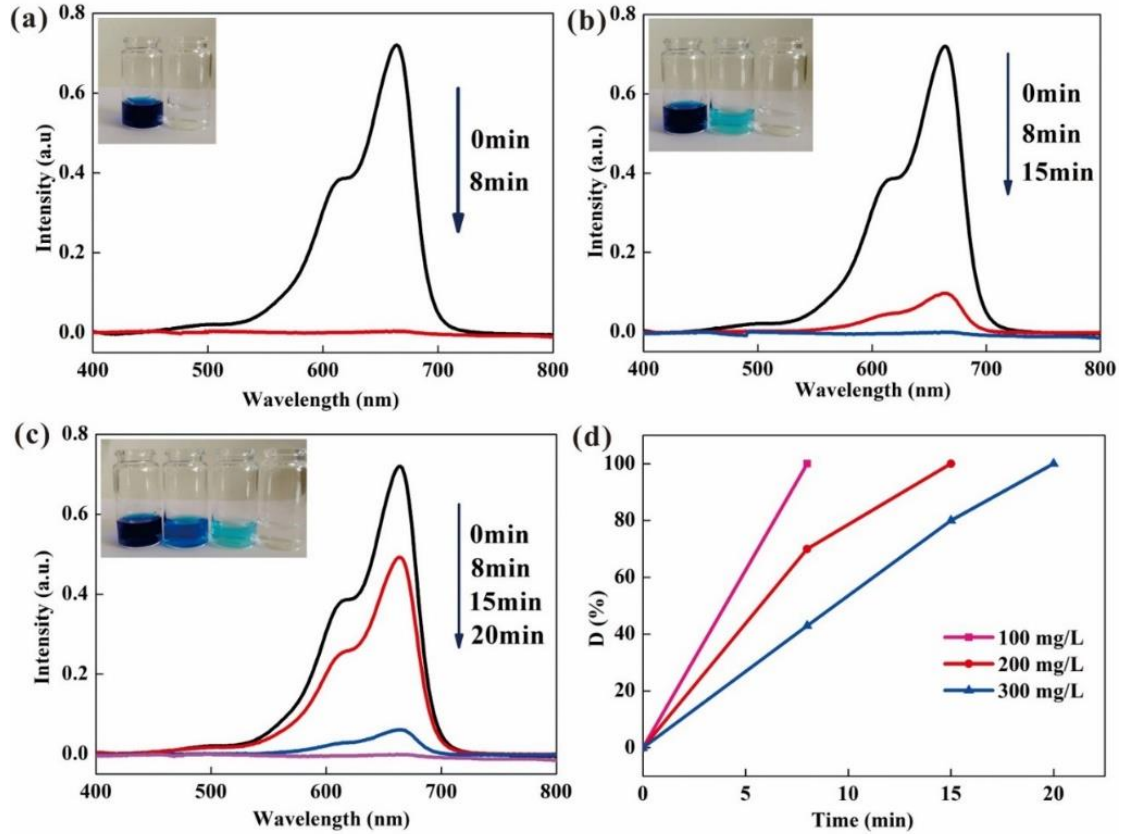 (a)
0.8
0.6
0.4
0.2
0.0
Intensity (a.u)
0min
8min
400
500
600
700
800
Wavelength (nm)
(b)
0.8
0.6
0.4
0.2
0.0
Intensity (a.u.)
0min
8min
15min
400
500
600
700
800
Wavelength (nm)
(c)
0.8
0.6
0.4
0.2
0.0
Intensity (a.u.)
0min
8min
15min
20min
400
500
600
700
800
Wavelength (nm)
(d)
100
80
60
40
20
0
D (%)
100 mg/L
200 mg/L
300 mg/L
0
5
10
15
20
Time (min)